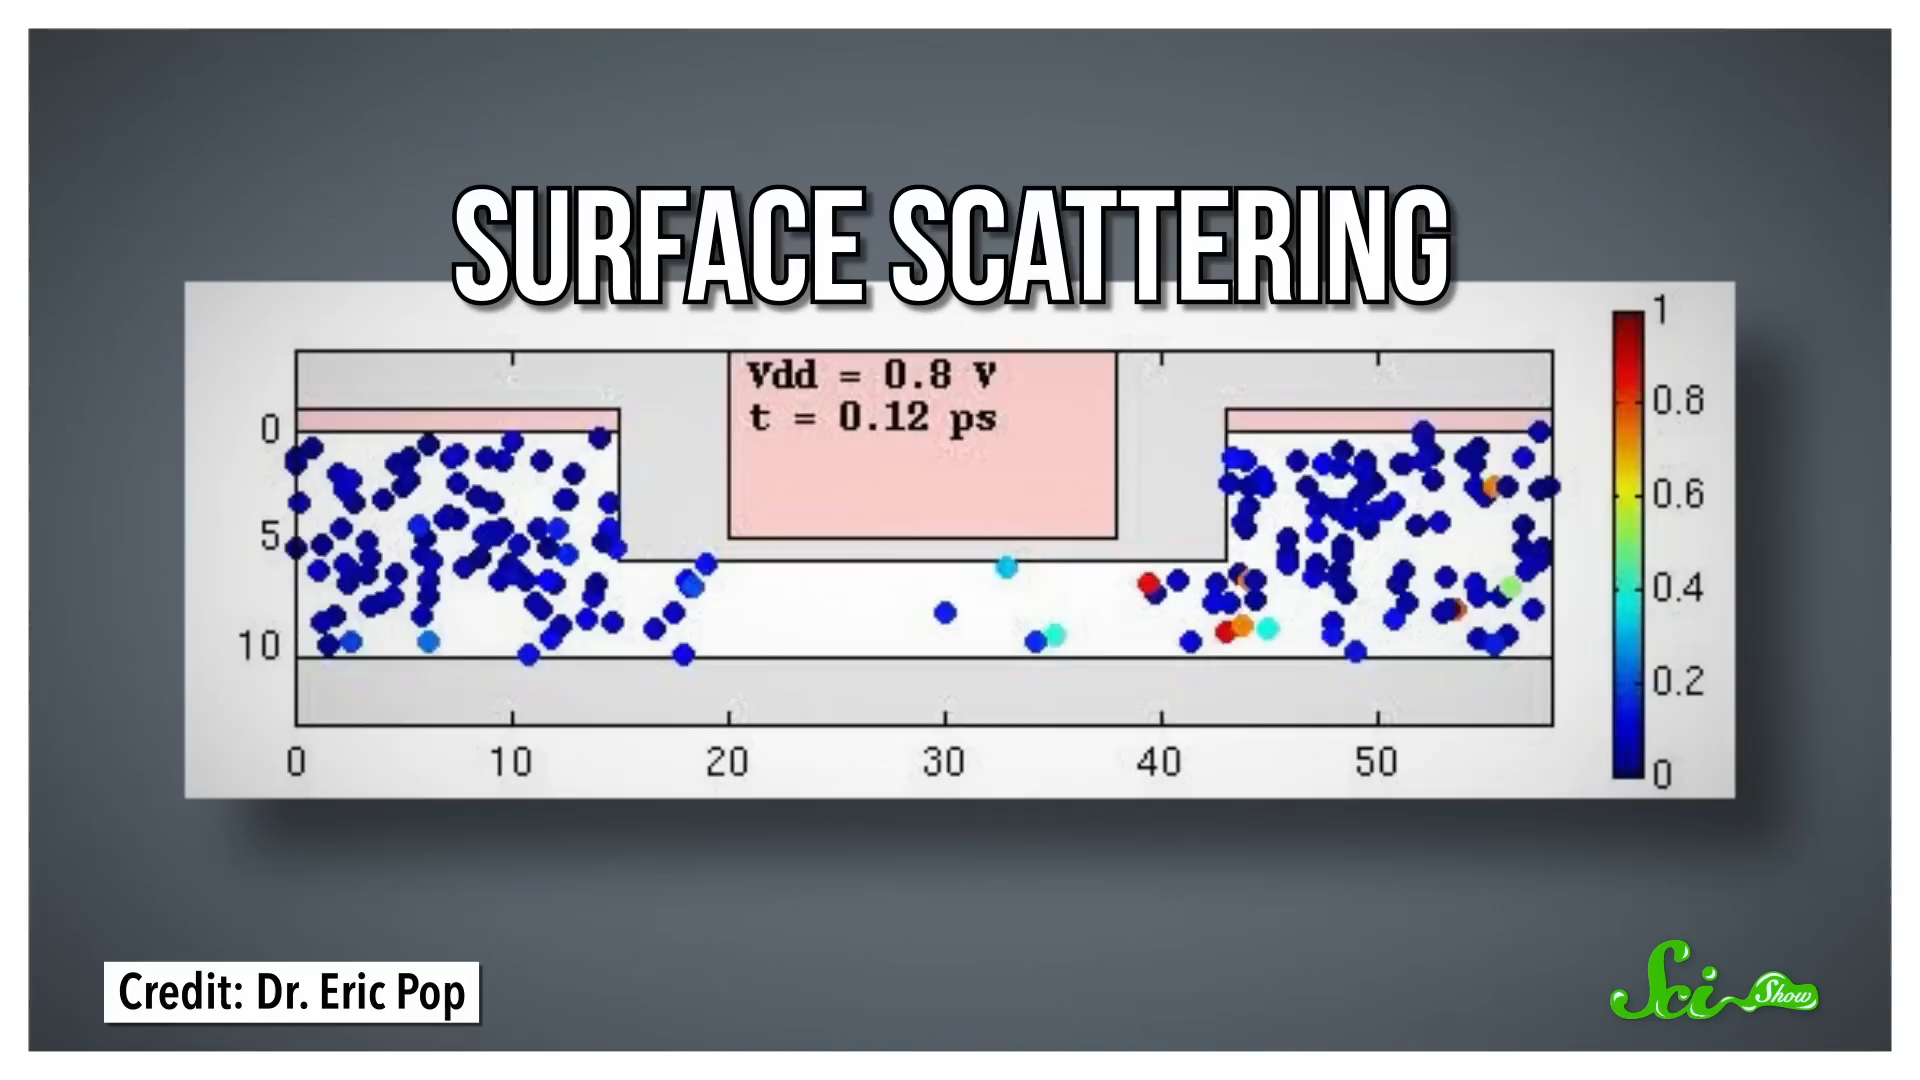 SURFACE SCATTERING
Vdd = 0.8 V
t = 0.12 ps
0
5
10
0 10 20 30 40 50
1
0.8
0.6
0.4
0.2
0
Credit: Dr. Eric Pop
Sci Show